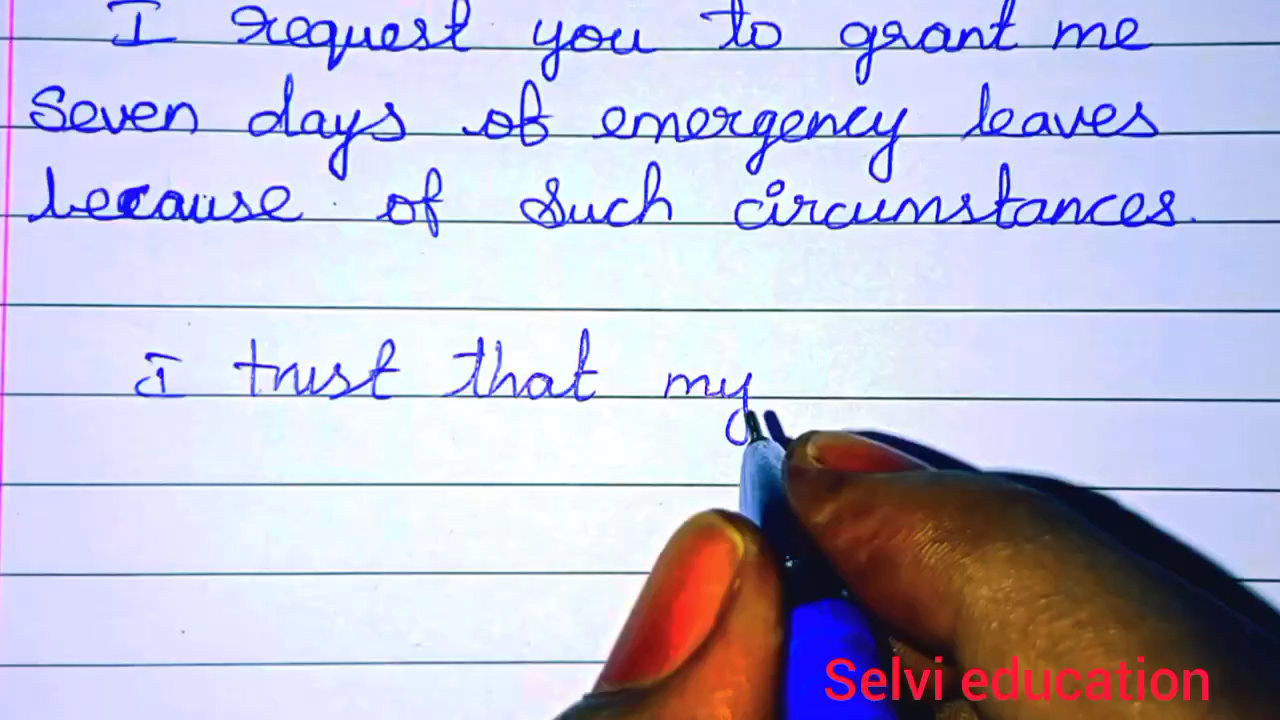 I request you to grant me
Seven days of emergency leaves
because of such circumstances.
I trust that my
Selvi education